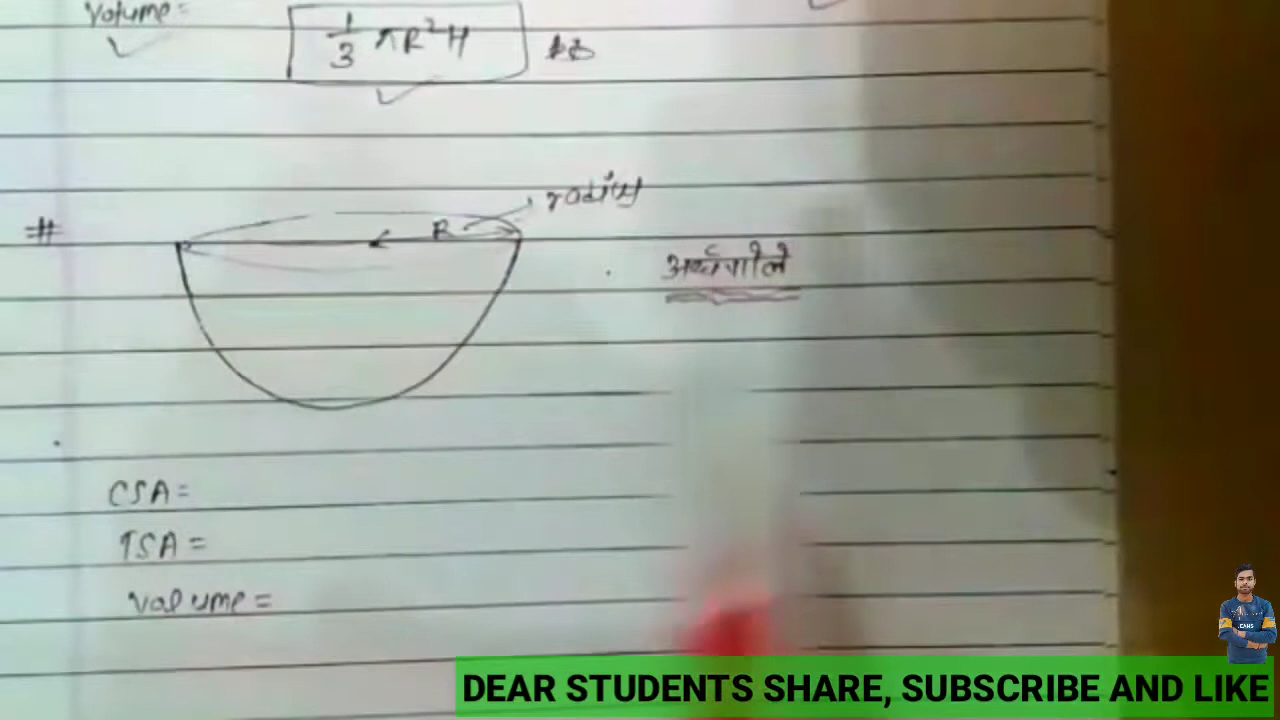 Volume =
1/3 πR²H
# radius
R
अर्धगोले
CSA =
TSA =
Volume =
DEAR STUDENTS SHARE, SUBSCRIBE AND LIKE